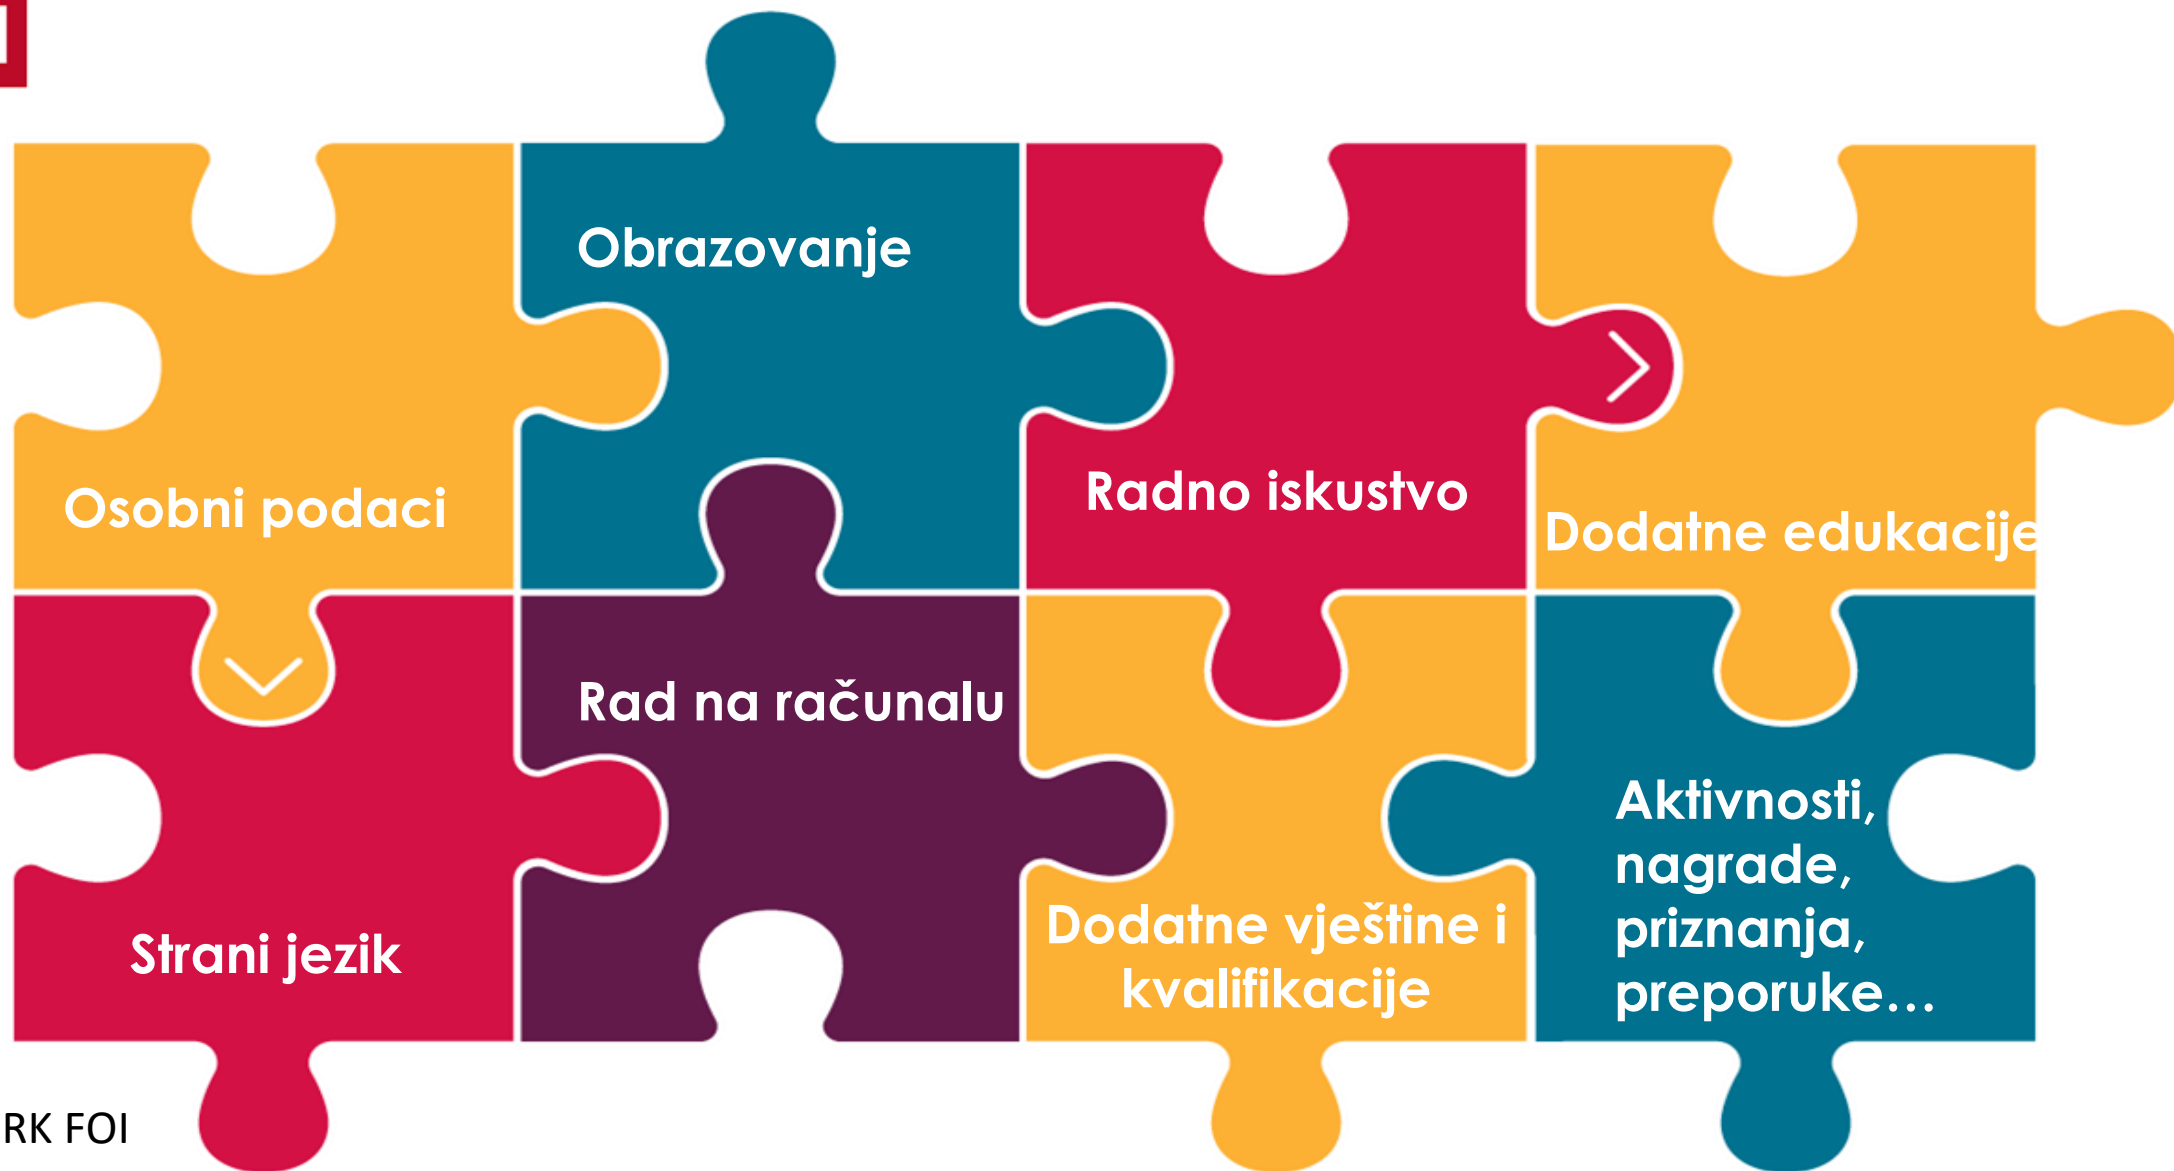 Obrazovanje
Osobni podaci
Radno iskustvo
Dodatne edukacije
Rad na računalu
Strani jezik
Dodatne vještine i
kvalifikacije
Aktivnosti,
nagrade,
priznanja,
preporuke...
RK FOI